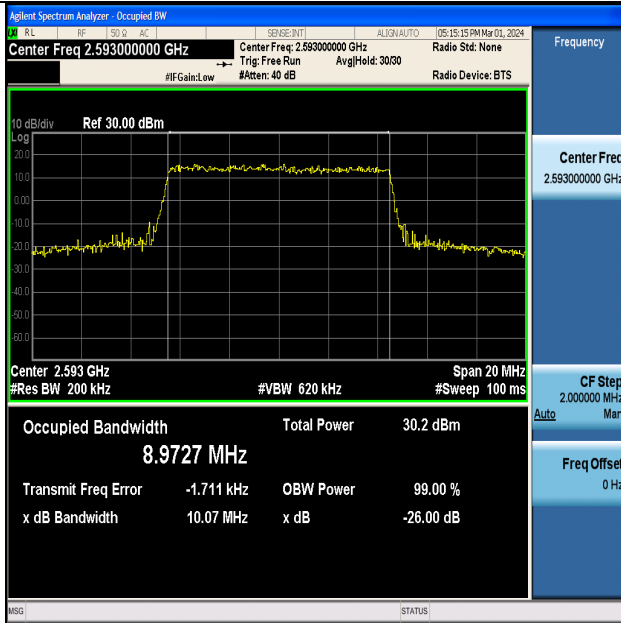 Agilent Spectrum Analyzer - Occupied BW
RL RF 50 Ω AC SENSE:INT ALIGN AUTO 05:15:15 PM Mar 01, 2024
Center Freq 2.593000000 GHz
Center Freq: 2.593000000 GHz
Radio Std: None
Trig: Free Run Avg|Hold: 30/30
#IFGain:Low
#Atten: 40 dB
Radio Device: BTS
10 dB/div Ref 30.00 dBm
Log
20.0
10.0
0.00
-10.0
-20.0
-30.0
-40.0
-50.0
-60.0
Center 2.593 GHz
Span 20 MHz
#Res BW 200 kHz
#VBW 620 kHz
#Sweep 100 ms
Occupied Bandwidth
Total Power 30.2 dBm
8.9727 MHz
Transmit Freq Error -1.711 kHz
OBW Power 99.00 %
x dB Bandwidth 10.07 MHz
x dB -26.00 dB
Frequency
Center Freq
2.593000000 GHz
CF Step
2.000000 MHz
Auto Man
Freq Offset
0 Hz
MSG
STATUS